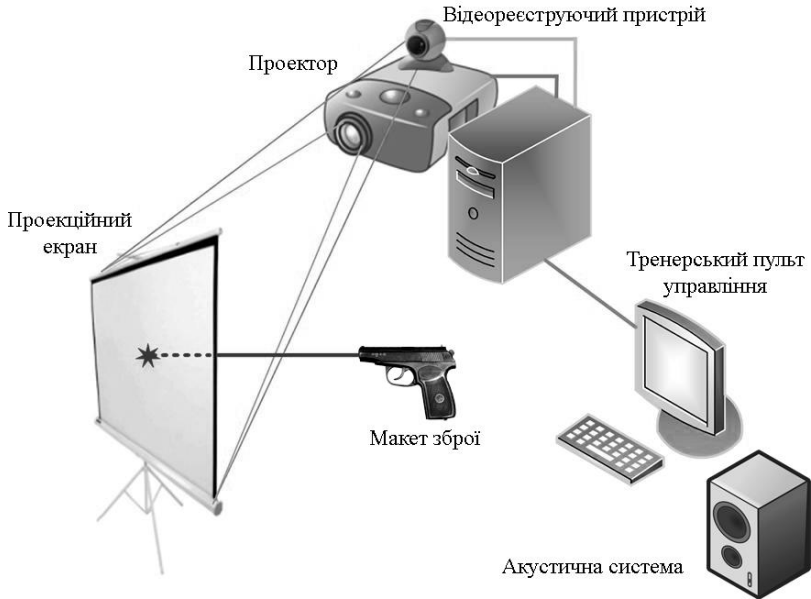 Відеореєструючий пристрій
Проектор
Проекційний
екран
Тренерський пульт
управління
Макет зброї
Акустична система